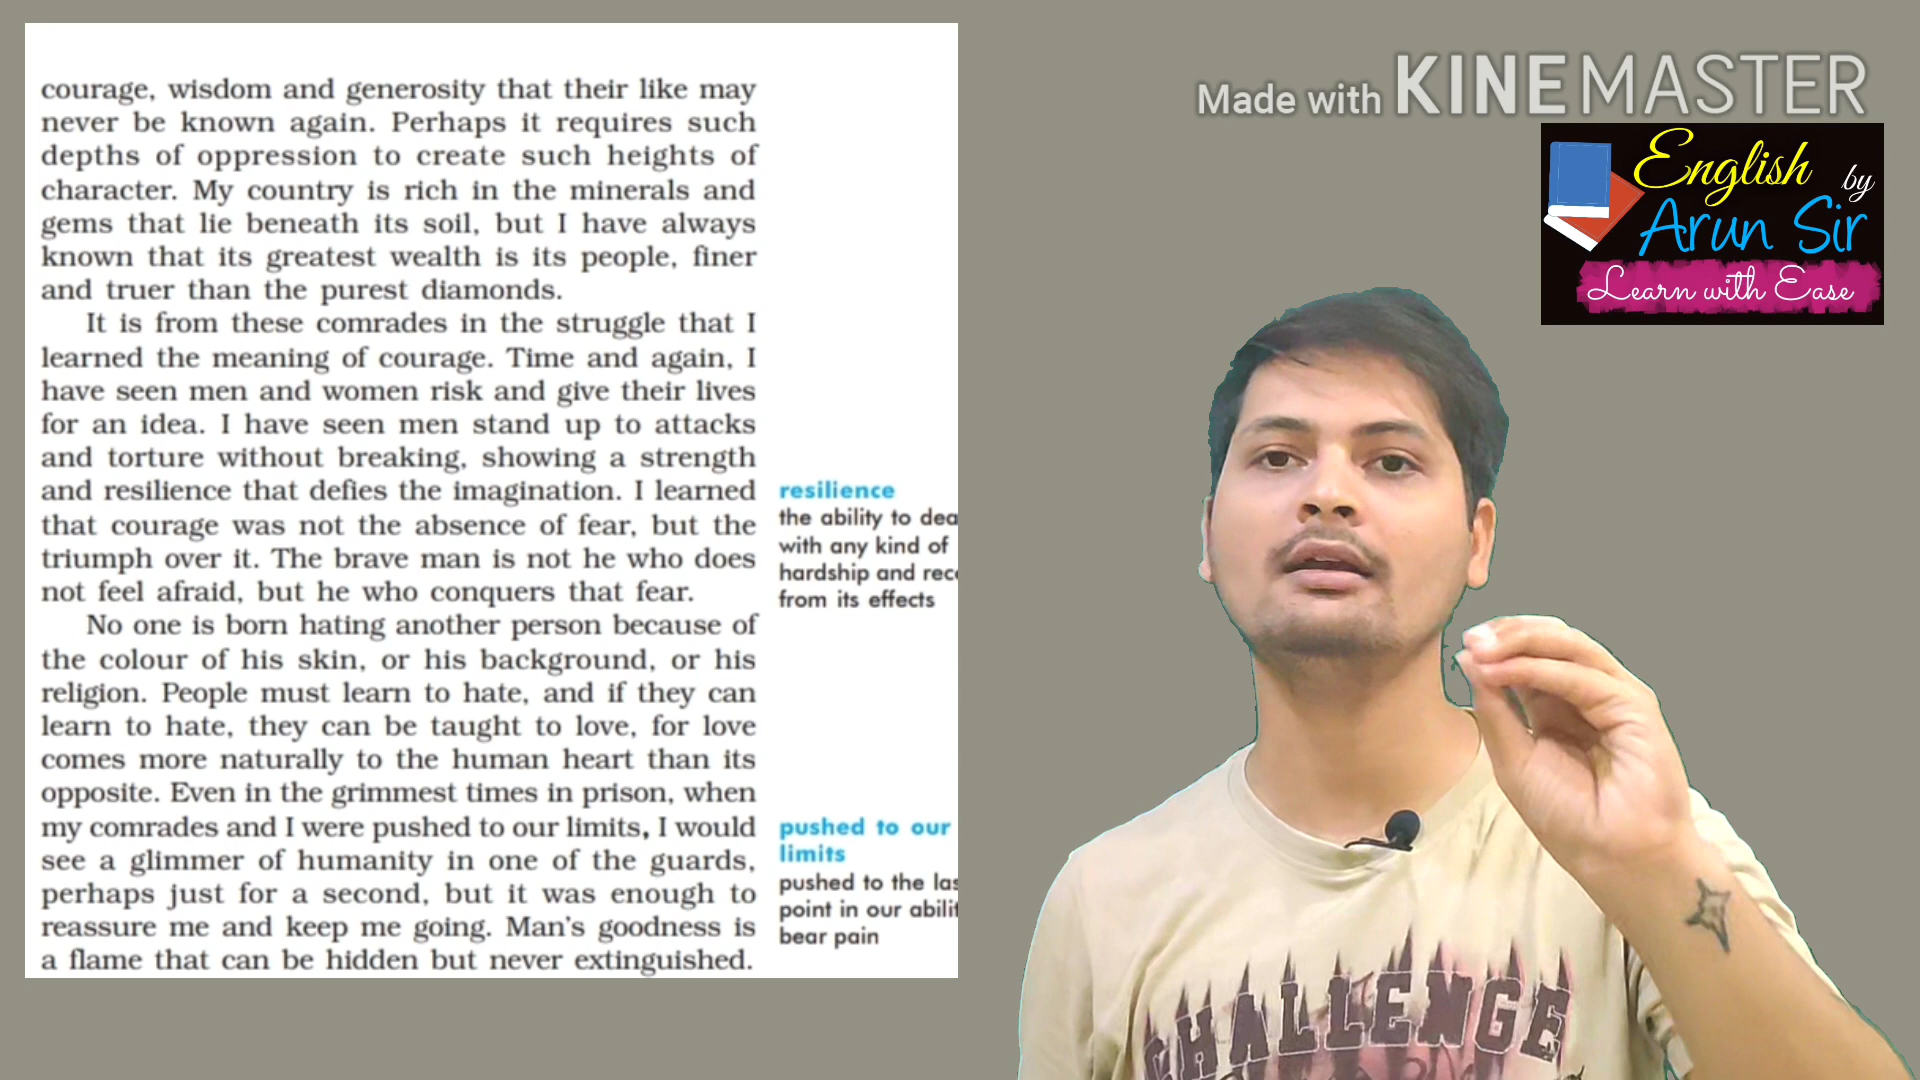 courage, wisdom and generosity that their like may
never be known again. Perhaps it requires such
depths of oppression to create such heights of
character. My country is rich in the minerals and
gems that lie beneath its soil, but I have always
known that its greatest wealth is its people, finer
and truer than the purest diamonds.
It is from these comrades in the struggle that I
learned the meaning of courage. Time and again, I
have seen men and women risk and give their lives
for an idea. I have seen men stand up to attacks
and torture without breaking, showing a strength
and resilience that defies the imagination. I learned
that courage was not the absence of fear, but the
triumph over it. The brave man is not he who does
not feel afraid, but he who conquers that fear.
No one is born hating another person because of
the colour of his skin, or his background, or his
religion. People must learn to hate, and if they can
learn to hate, they can be taught to love, for love
comes more naturally to the human heart than its
opposite. Even in the grimmest times in prison, when
my comrades and I were pushed to our limits, I would
see a glimmer of humanity in one of the guards,
perhaps just for a second, but it was enough to
reassure me and keep me going. Man's goodness is
a flame that can be hidden but never extinguished.
resilience
the ability to dea
with any kind of
hardship and rec
from its effects
pushed to our
limits
pushed to the las
point in our abilit
bear pain
Made with KINEMASTER
English by
Arun Sir
Learn with Ease
CHALLENGE